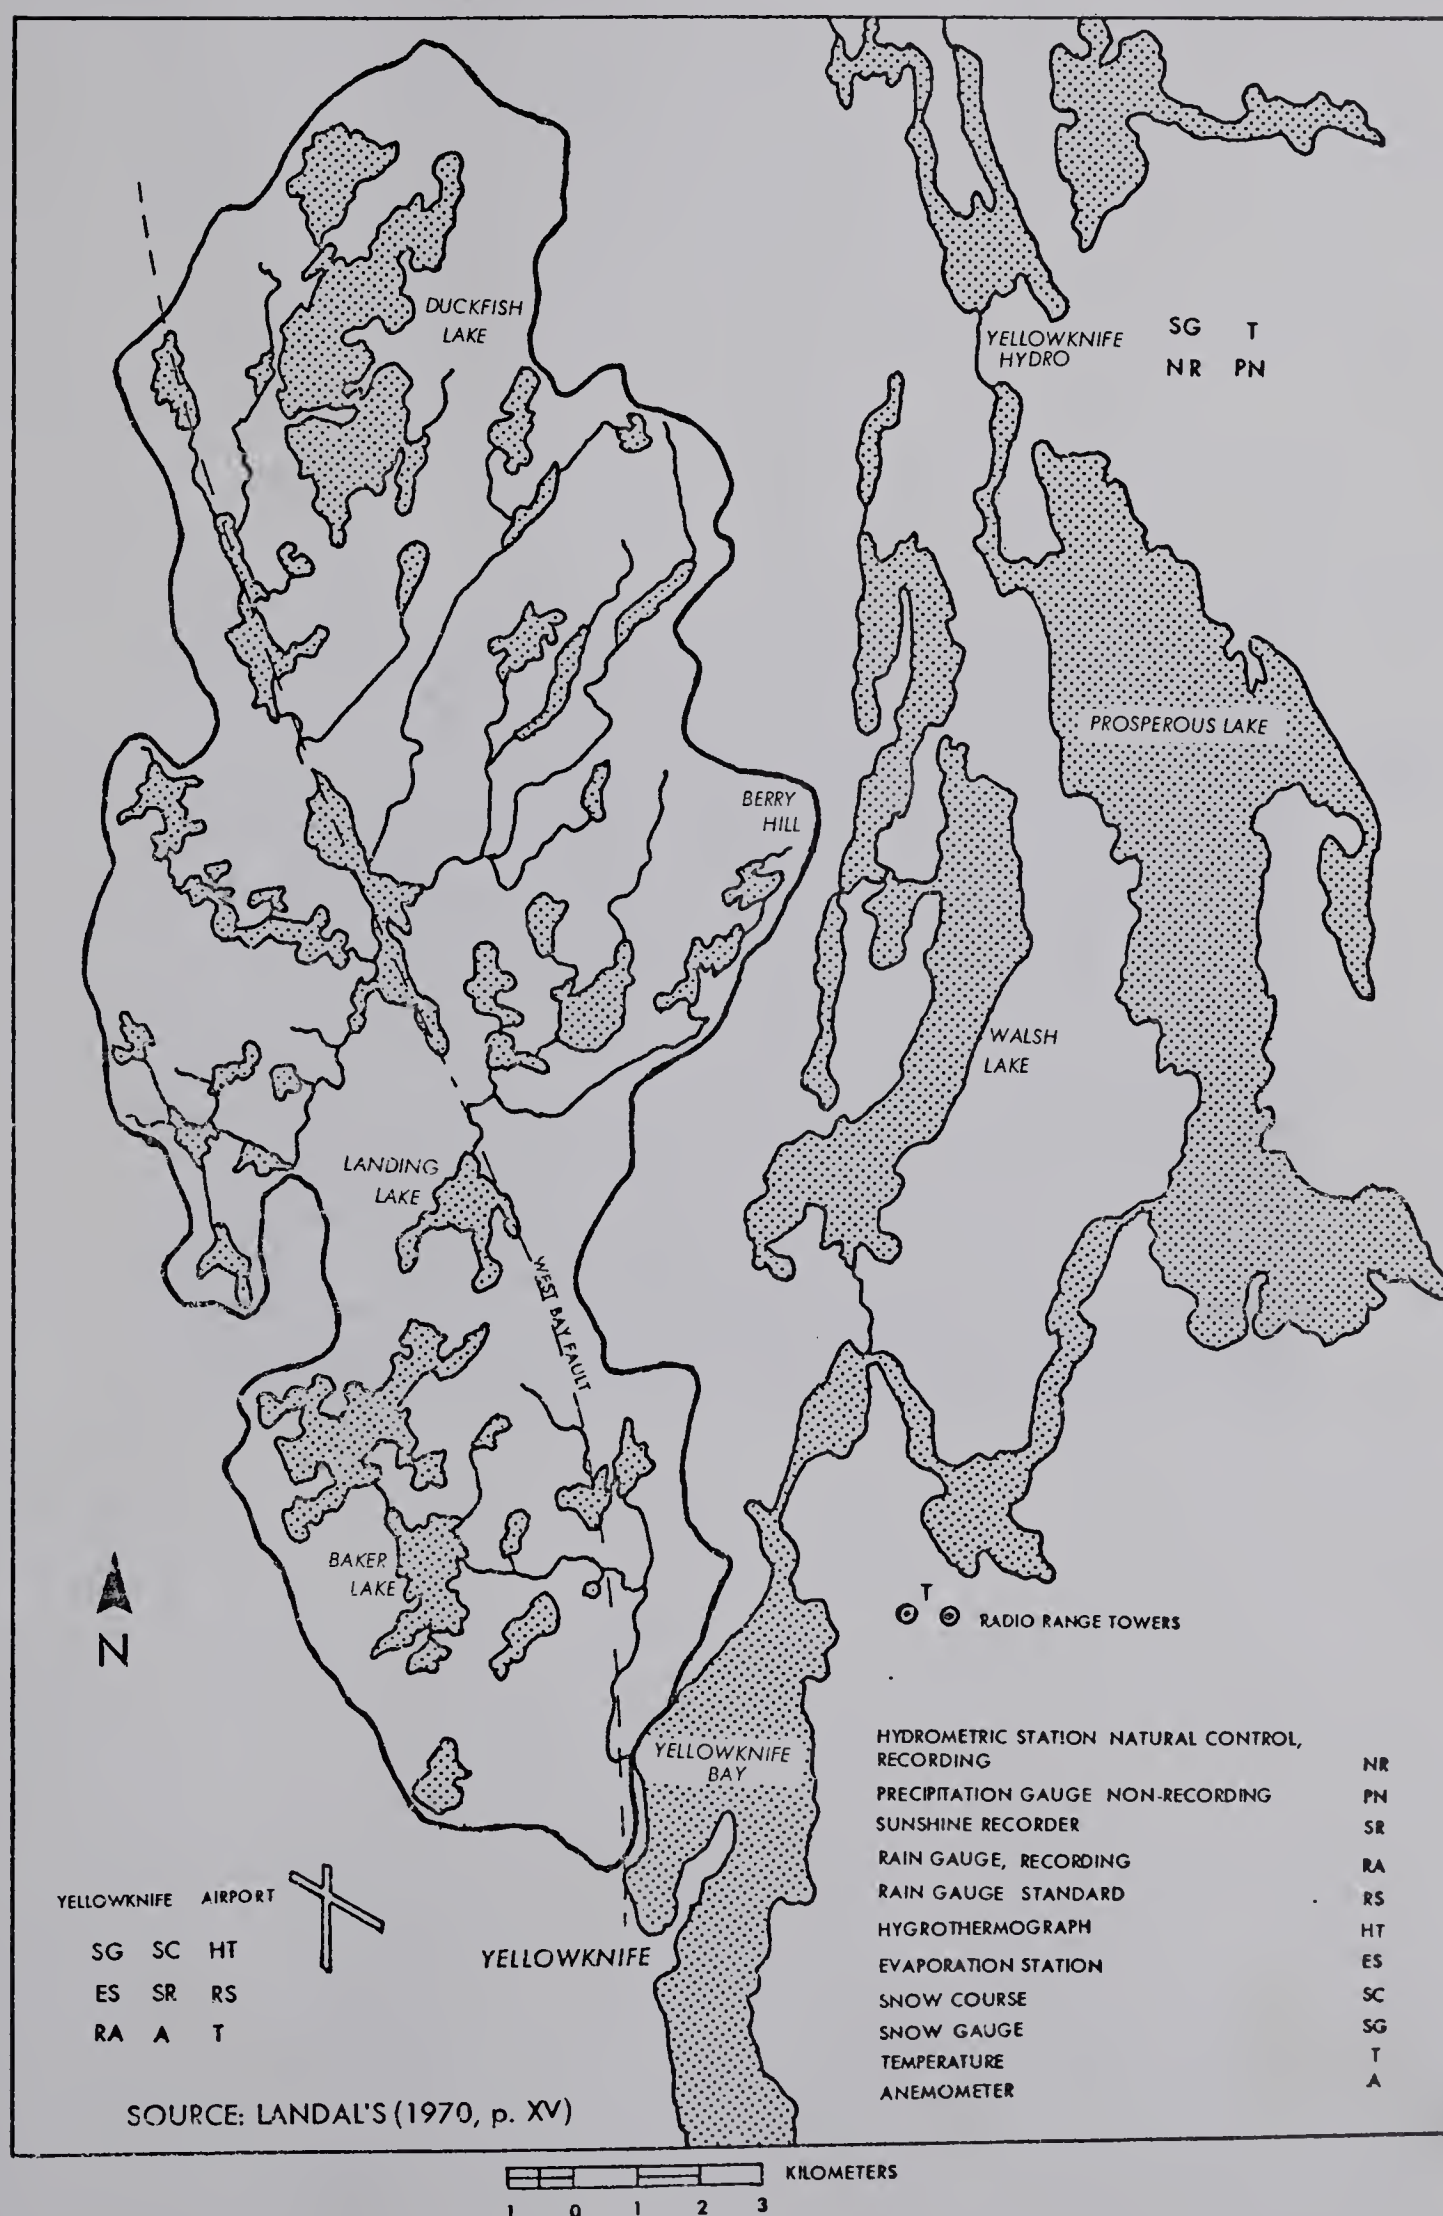 DUCKFISH
LAKE
YELLOWKNIFE
HYDRO
SG T
NR PN
PROSPEROUS LAKE
BERRY
HILL
WALSH
LAKE
LANDING
LAKE
WEST BAY FAULT
BAKER
LAKE
N
T
RADIO RANGE TOWERS
YELLOWKNIFE
BAY
HYDROMETRIC STATION NATURAL CONTROL,
RECORDING NR
PRECIPITATION GAUGE NON-RECORDING PN
SUNSHINE RECORDER SR
RAIN GAUGE, RECORDING RA
RAIN GAUGE STANDARD RS
HYGROTHERMOGRAPH HT
EVAPORATION STATION ES
SNOW COURSE SC
SNOW GAUGE SG
TEMPERATURE T
ANEMOMETER A
YELLOWKNIFE AIRPORT
SG SC HT
ES SR RS
RA A T
YELLOWKNIFE
SOURCE: LANDAL'S (1970, p. XV)
KILOMETERS
1 0 1 2 3